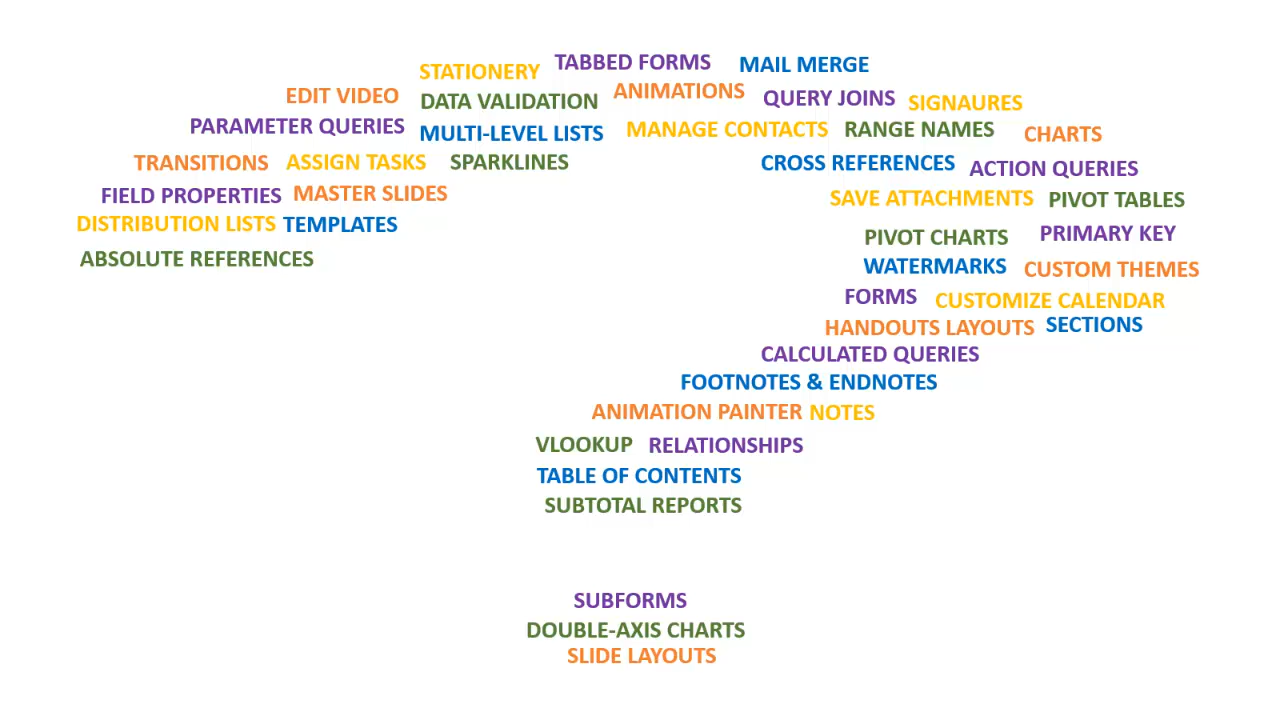 STATIONERY TABBED FORMS MAIL MERGE
EDIT VIDEO DATA VALIDATION ANIMATIONS QUERY JOINS SIGNAURES
PARAMETER QUERIES MULTI-LEVEL LISTS MANAGE CONTACTS RANGE NAMES CHARTS
TRANSITIONS ASSIGN TASKS SPARKLINES CROSS REFERENCES ACTION QUERIES
FIELD PROPERTIES MASTER SLIDES SAVE ATTACHMENTS PIVOT TABLES
DISTRIBUTION LISTS TEMPLATES PIVOT CHARTS PRIMARY KEY
ABSOLUTE REFERENCES WATERMARKS CUSTOM THEMES
FORMS CUSTOMIZE CALENDAR
HANDOUTS LAYOUTS SECTIONS
CALCULATED QUERIES
FOOTNOTES & ENDNOTES
ANIMATION PAINTER NOTES
VLOOKUP RELATIONSHIPS
TABLE OF CONTENTS
SUBTOTAL REPORTS
SUBFORMS
DOUBLE-AXIS CHARTS
SLIDE LAYOUTS